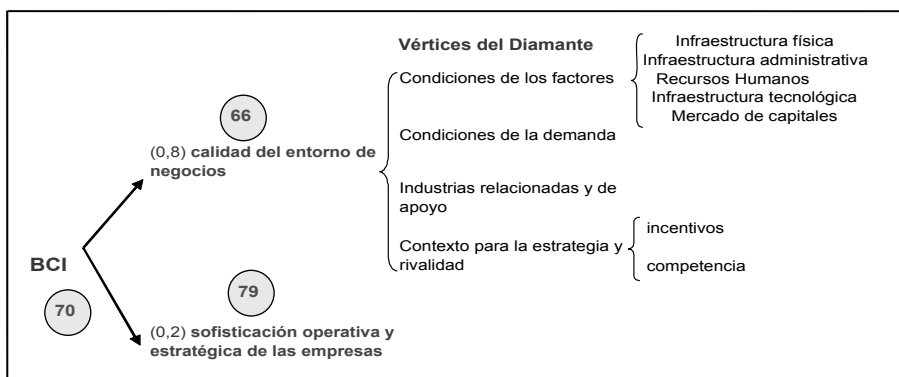 Vértices del Diamante
Infraestructura física
Infraestructura administrativa
Recursos Humanos
Infraestructura tecnológica
Mercado de capitales
Condiciones de los factores
66
Condiciones de la demanda
(0,8) calidad del entorno de
negocios
Industrias relacionadas y de
apoyo
Contexto para la estrategia y
rivalidad
incentivos
competencia
BCI
70
79
(0,2) sofisticación operativa y
estratégica de las empresas